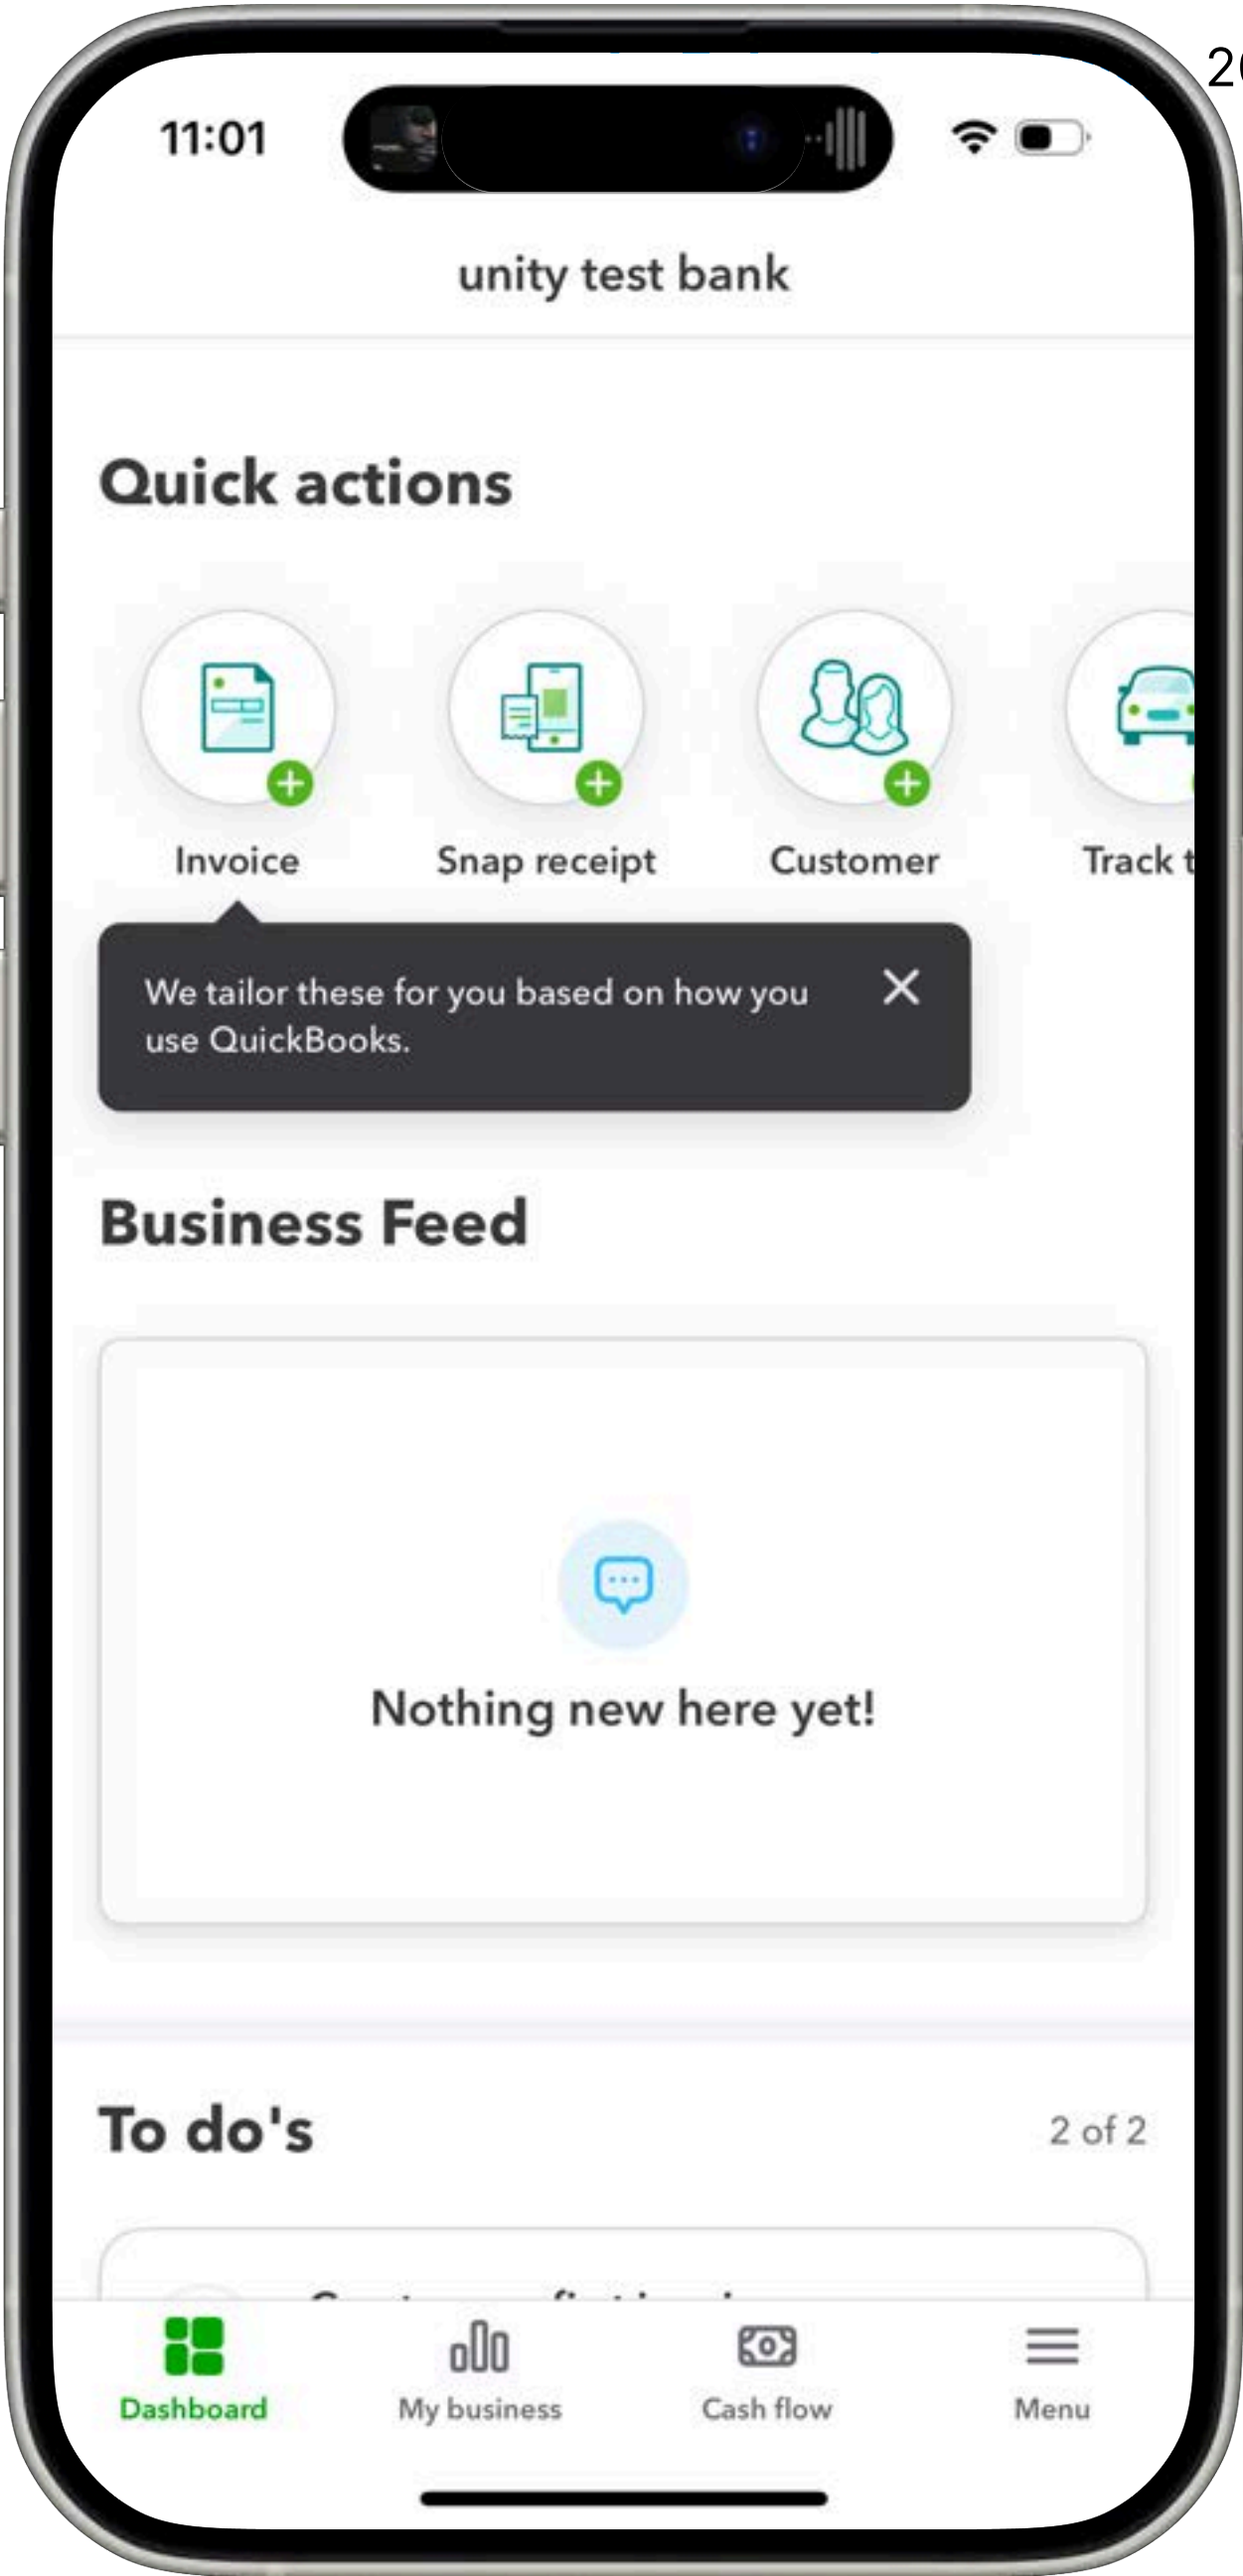 11:01
unity test bank
Quick actions
Invoice
Snap receipt
Customer
Track t
We tailor these for you based on how you
use QuickBooks.
Business Feed
Nothing new here yet!
To do's
2 of 2
Dashboard
My business
Cash flow
Menu